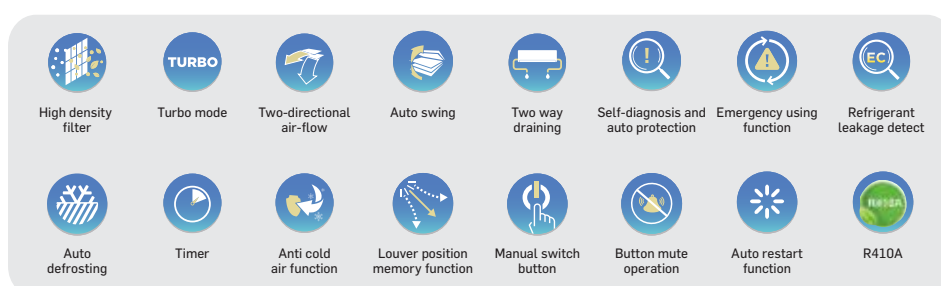 TURBO
!
!
EC
High density
filter
Turbo mode
Two-directional
air-flow
Auto swing
Two way
draining
Self-diagnosis and
auto protection
Emergency using
function
Refrigerant
leakage detect
R410A
Auto
defrosting
Timer
Anti cold
air function
Louver position
memory function
Manual switch
button
Button mute
operation
Auto restart
function
R410A